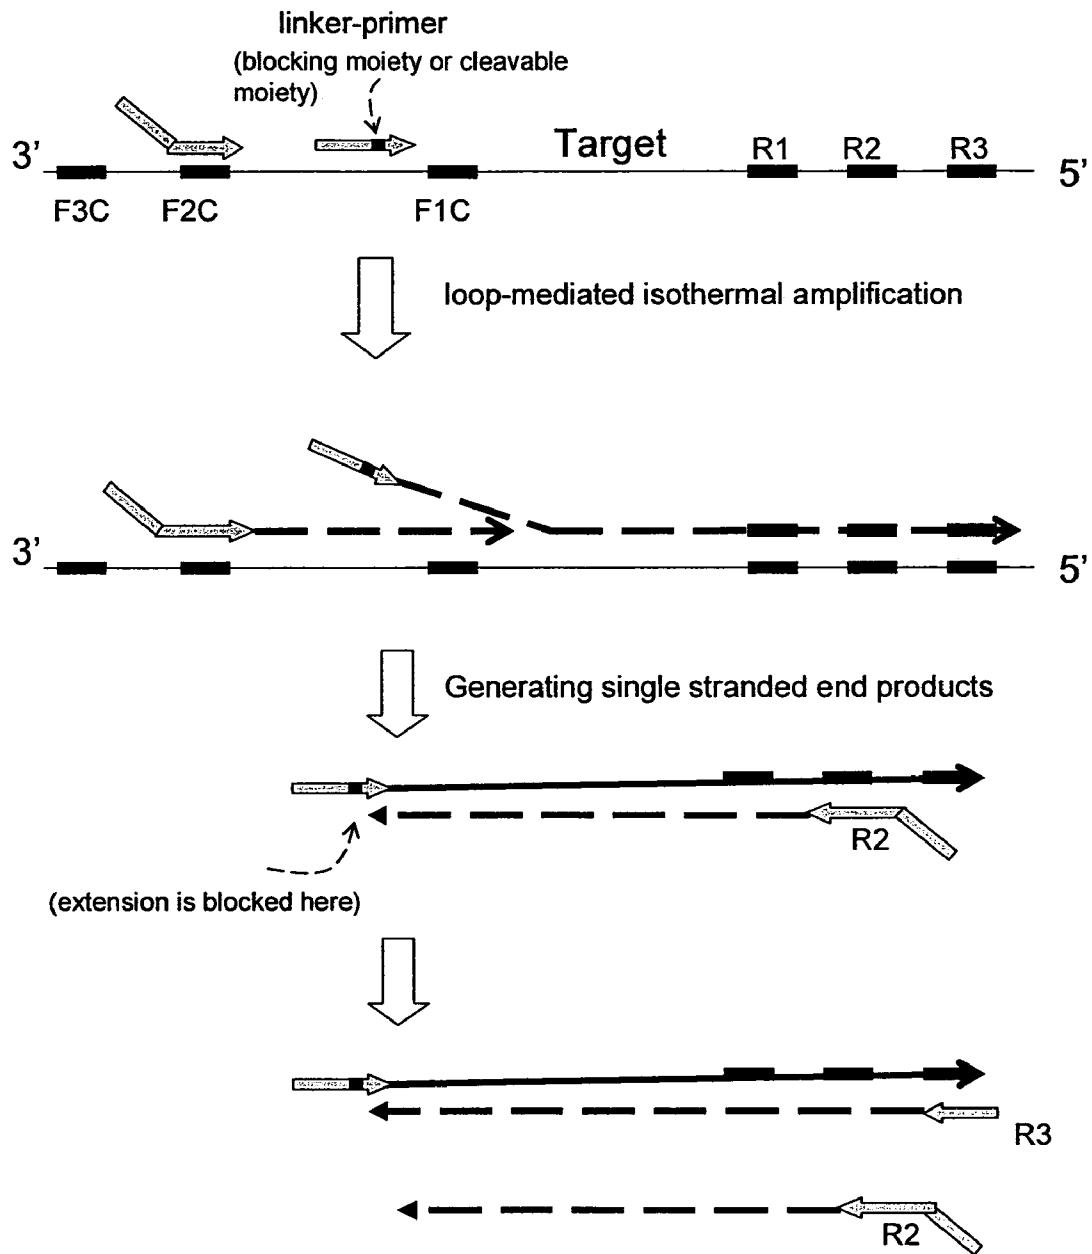 linker-primer
(blocking moiety or cleavable
moiety)
3’ Target R1 R2 R3 5’
F3C F2C F1C
loop-mediated isothermal amplification
3’ 5’
Generating single stranded end products
R2
(extension is blocked here)
R3
R2